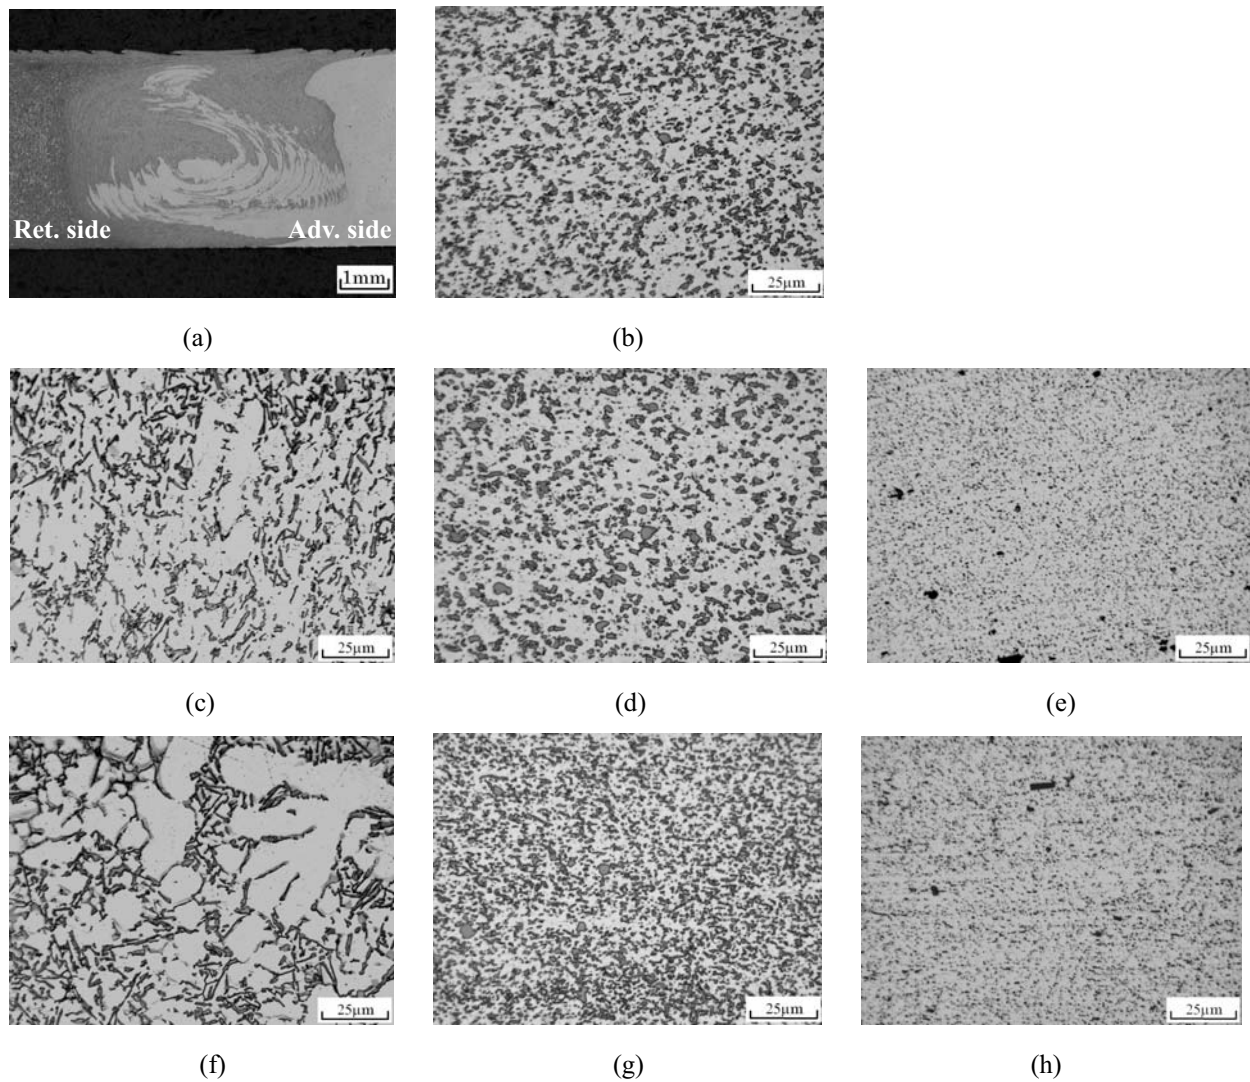 Ret. side
Adv. side
1mm
25µm
(a)
(b)
25µm
25µm
25µm
(c)
(d)
(e)
25µm
25µm
25µm
(f)
(g)
(h)